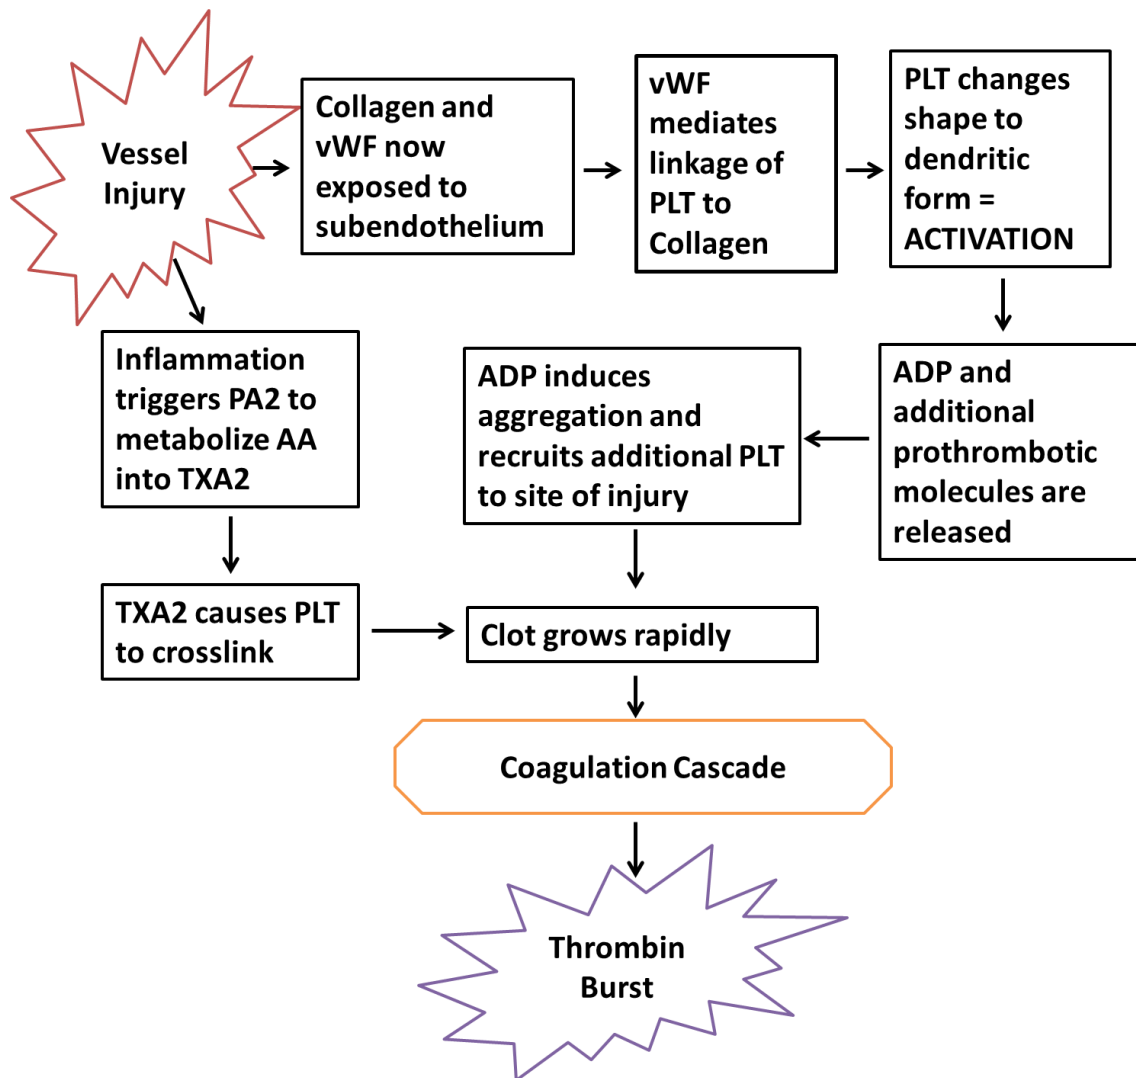 Vessel
Injury
Collagen and
vWF now
exposed to
subendothelium
vWF
mediates
linkage of
PLT to
Collagen
PLT changes
shape to
dendritic
form =
ACTIVATION
Inflammation
triggers PA2 to
metabolize AA
into TXA2
ADP induces
aggregation and
recruits additional PLT
to site of injury
ADP and
additional
prothrombotic
molecules are
released
TXA2 causes PLT
to crosslink
Clot grows rapidly
Coagulation Cascade
Thrombin
Burst